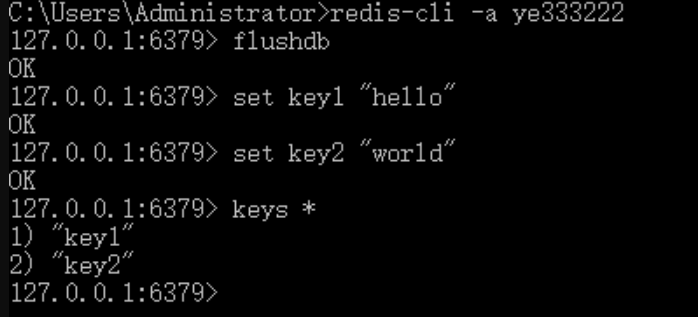 C:\Users\Administrator>redis-cli -a ye333222
127.0.0.1:6379> flushdb
OK
127.0.0.1:6379> set key1 "hello"
OK
127.0.0.1:6379> set key2 "world"
OK
127.0.0.1:6379> keys *
1) "key1"
2) "key2"
127.0.0.1:6379>